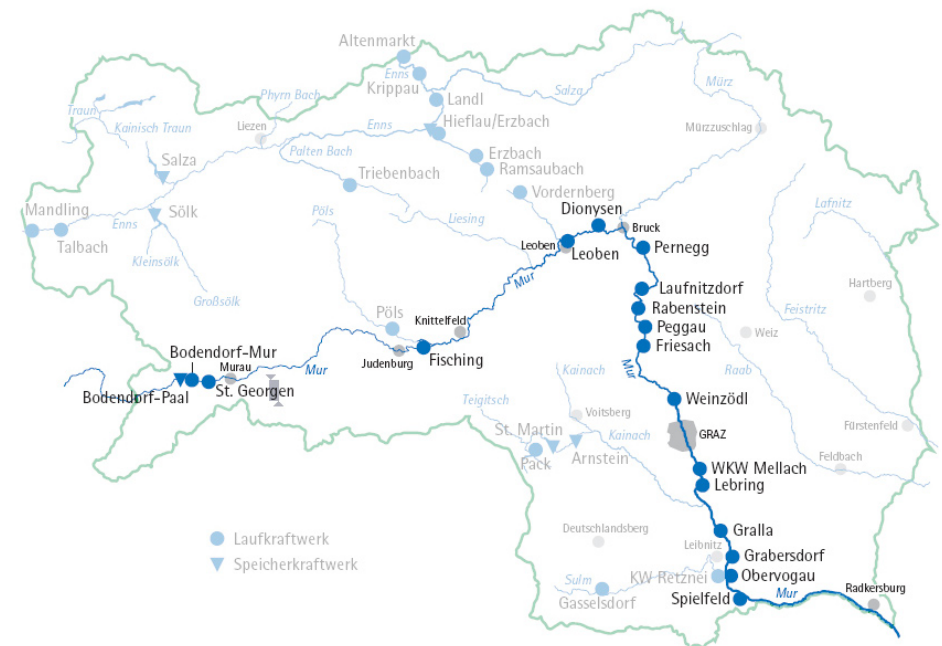 Altenmarkt
Enns
Krippau
Salza
Mürz
Phyrn Bach
Landl
Traun
Kainisch Traun
Liezen
Enns
Hieflau/Erzbach
Mürzzuschlag
Palten Bach
Erzbach
Salza
Triebenbach
Ramsaubach
Vordernberg
Mandling
Sölk
Pöls
Dionysen
Lafnitz
Enns
Liesing
Talbach
Bruck
Leoben
Leoben
Pernegg
Kleinsölk
Mur
Laufnitzdorf
Hartberg
Großsölk
Rabenstein
Feistritz
Pöls
Knittelfeld
Peggau
Weiz
Friesach
Bodendorf-Mur
Judenburg
Fisching
Murau
Mur
Mur
Kainach
Raab
St. Georgen
Bodendorf-Paal
Teigitsch
Weinzödl
Voitsberg
Fürstenfeld
St. Martin
Kainach
GRAZ
Pack
Arnstein
Feldbach
WKW Mellach
Lebring
Deutschlandsberg
Gralla
Laufkraftwerk
Leibnitz
Grabersdorf
Speicherkraftwerk
KW Retznei
Obervogau
Sulm
Radkersburg
Gasselsdorf
Spielfeld
Mur